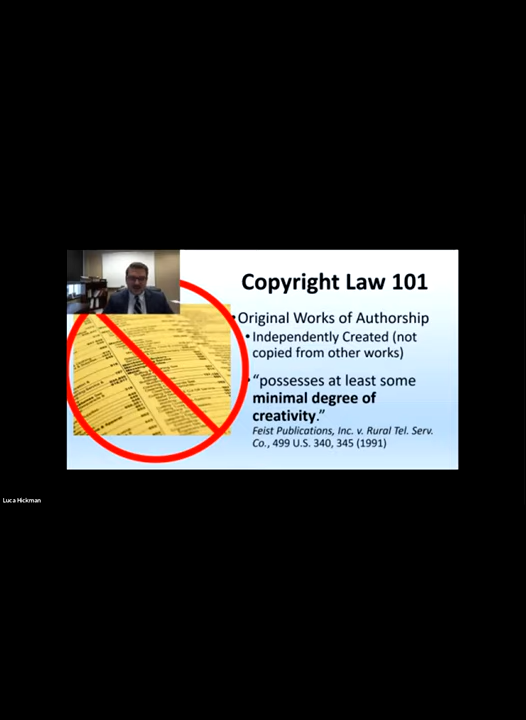 Copyright Law 101
•Original Works of Authorship
•Independently Created (not
copied from other works)
•“possesses at least some
minimal degree of
creativity.”
Feist Publications, Inc. v. Rural Tel. Serv.
Co., 499 U.S. 340, 345 (1991)
Luca Hickman